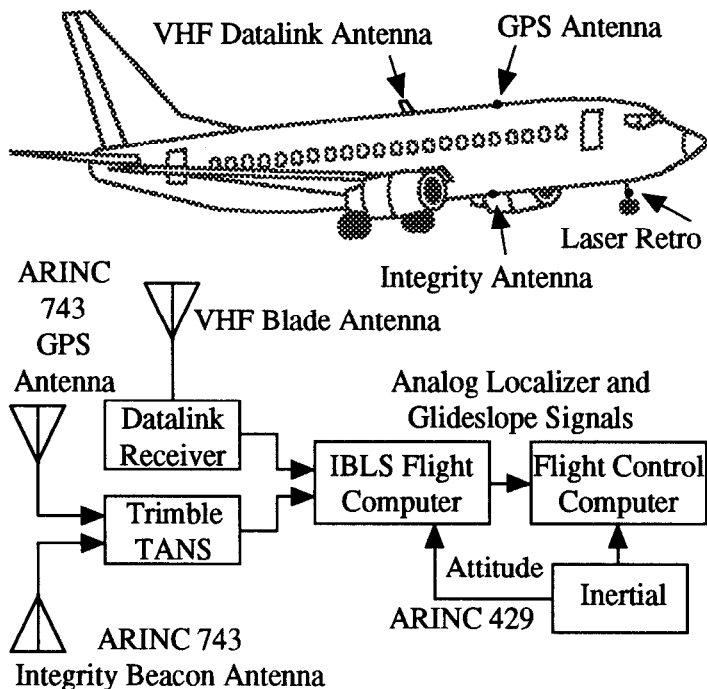 VHF Datalink Antenna
GPS Antenna
Laser Retro
Integrity Antenna
ARINC
743
GPS
Antenna
VHF Blade Antenna
Analog Localizer and
Glideslope Signals
Datalink
Receiver
IBLS Flight
Computer
Flight Control
Computer
Trimble
TANS
Attitude
Inertial
ARINC 429
ARINC 743
Integrity Beacon Antenna